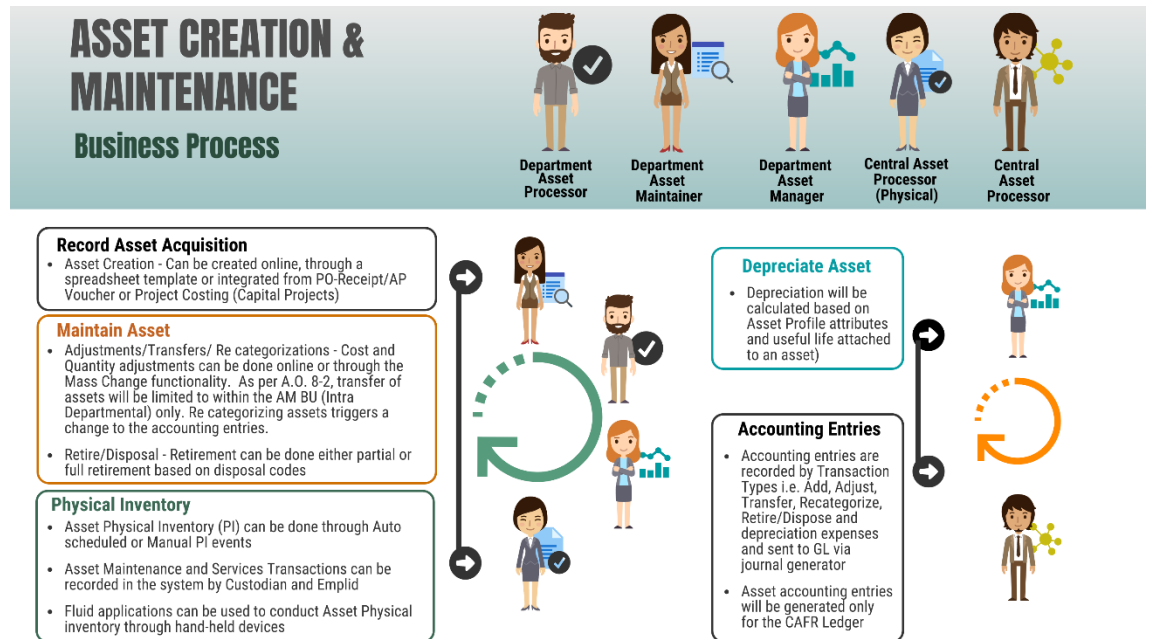 ASSET CREATION &
MAINTENANCE
Business Process
Department
Asset
Processor
Department
Asset
Maintainer
Department
Asset
Manager
Central Asset
Processor
(Physical)
Central
Asset
Processor
Record Asset Acquisition
• Asset Creation - Can be created online, through a
spreadsheet template or integrated from PO-Receipt/AP
Voucher or Project Costing (Capital Projects)
Maintain Asset
• Adjustments/Transfers/ Re categorizations - Cost and
Quantity adjustments can be done online or through the
Mass Change functionality. As per A.O. 8-2, transfer of
assets will be limited to within the AM BU (Intra
Departmental) only. Re categorizing assets triggers a
change to the accounting entries.
• Retire/Disposal - Retirement can be done either partial or
full retirement based on disposal codes
Physical Inventory
• Asset Physical Inventory (PI) can be done through Auto
scheduled or Manual PI events
• Asset Maintenance and Services Transactions can be
recorded in the system by Custodian and Emplid
• Fluid applications can be used to conduct Asset Physical
inventory through hand-held devices
Depreciate Asset
• Depreciation will be
calculated based on
Asset Profile attributes
and useful life attached
to an asset)
Accounting Entries
• Accounting entries are
recorded by Transaction
Types i.e. Add, Adjust,
Transfer, Recategorize,
Retire/Dispose and
depreciation expenses
and sent to GL via
journal generator
• Asset accounting entries
will be generated only
for the CAFR Ledger